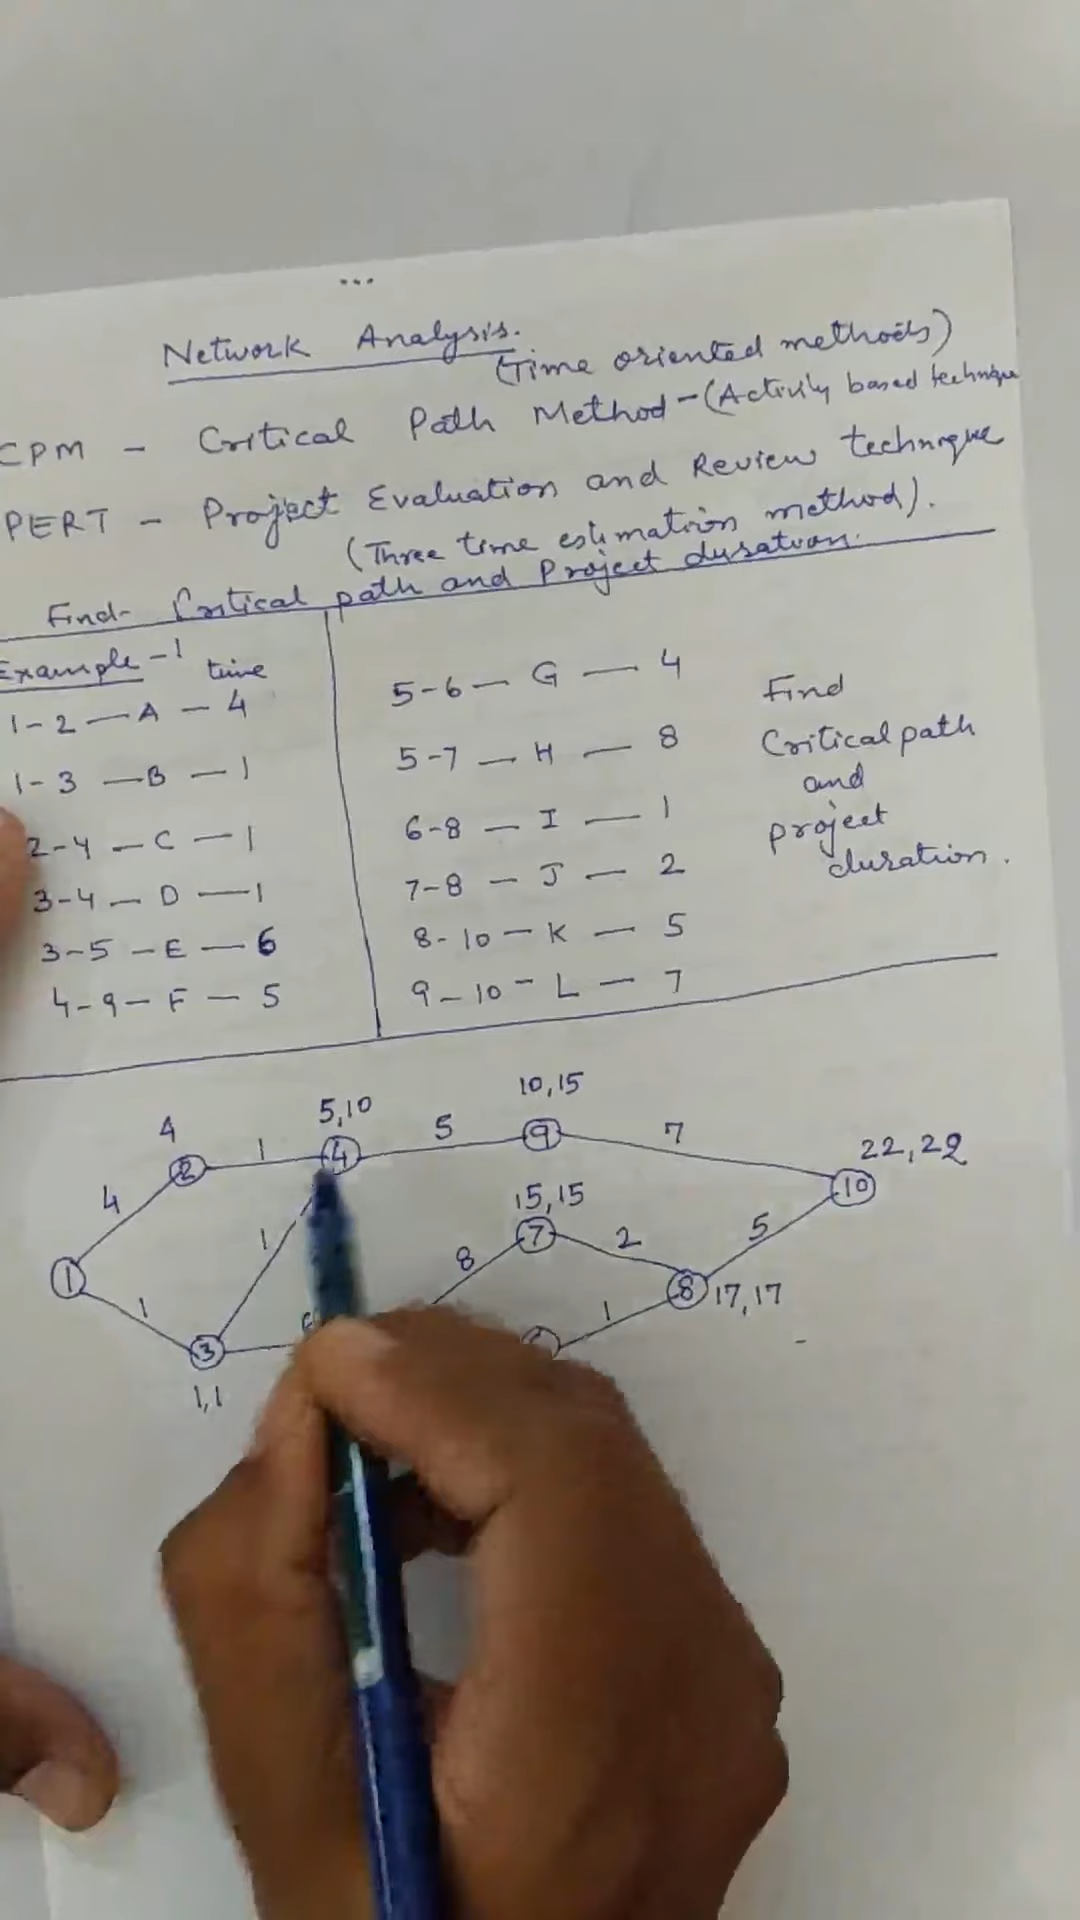 Network Analysis.
(Time oriented methods)
CPM - Critical Path Method - (Activity based technique
PERT - Project Evaluation and Review technique
(Three time estimation method).
Find- Critical path and Project duration.
Example-1 time
1-2 — A - 4
1-3 — B - 1
2-4 - C - 1
3-4 - D - 1
3-5 - E - 6
4-9 - F - 5
5-6 - G - 4
5-7 - H - 8
6-8 - I - 1
7-8 - J - 2
8-10 - K - 5
9-10 - L - 7
Find
Critical path
and
project
duration.
10,15
5,10
4
1
5
7
22,22
2
4
9
10
4
15,15
7
1
1
8
2
5
8
17,17
1
3
1
1,1